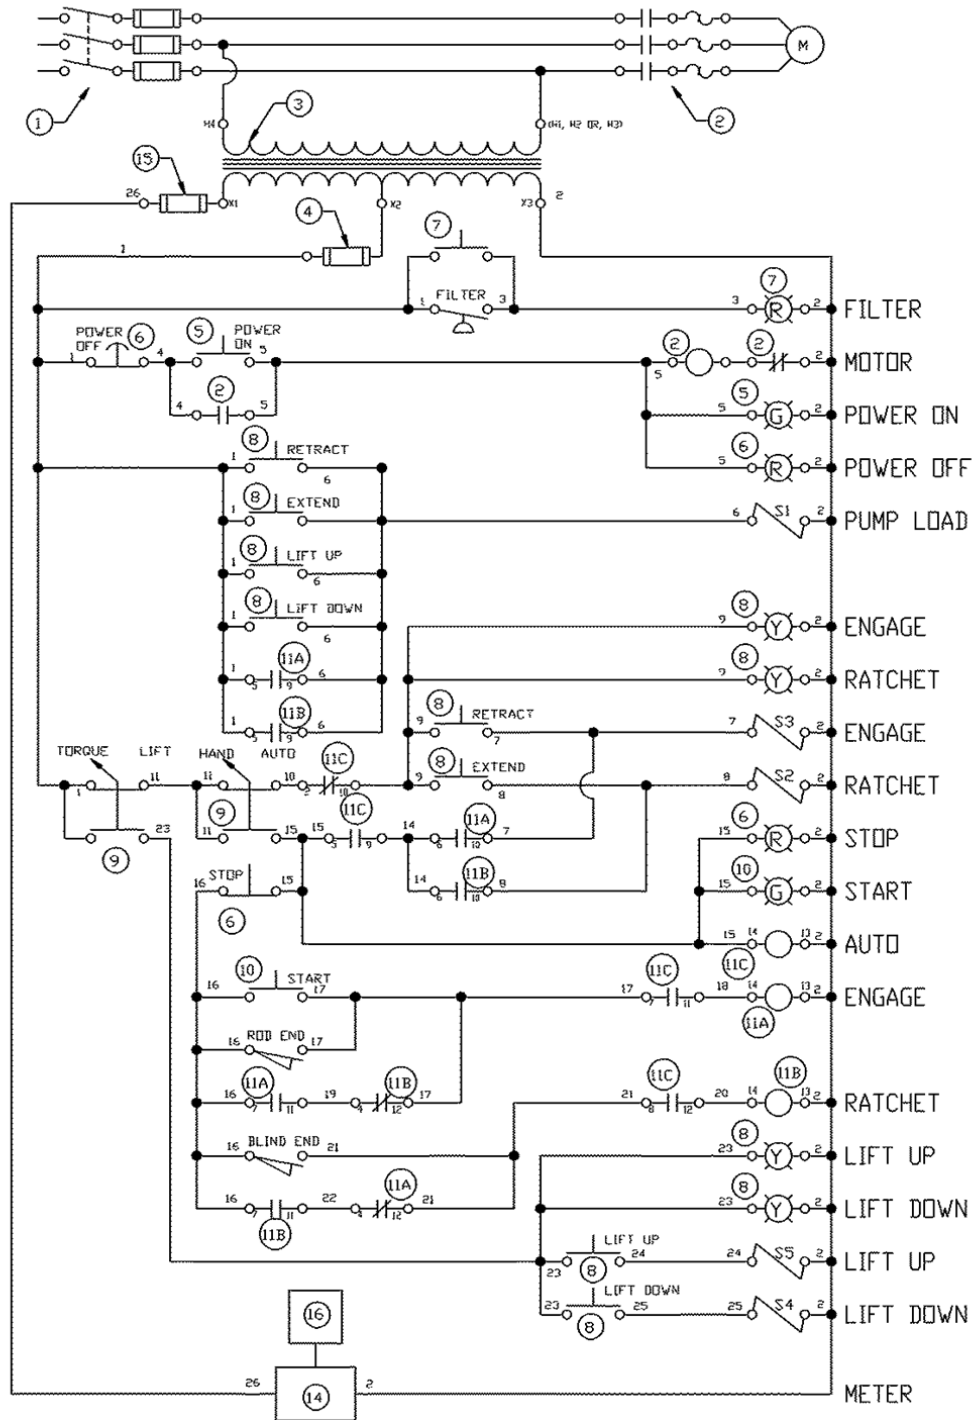 M
1 3 2
H4 (H1, H2 OR, H3)
15
26 X1 X2 X3 2
4 7
1
7
1 FILTER 3 3 R 2 FILTER
POWER OFF 6 5 POWER ON 2 2
1 4 5 5 2 MOTOR
2 5
4 5 5 G 2 POWER ON
8 6
1 RETRACT 6 5 R 2 POWER OFF
8
1 EXTEND 6 S1 2 PUMP LOAD
8
1 LIFT UP 6
8 8
1 LIFT DOWN 6 9 Y 2 ENGAGE
11A 8
1 5 9 6 9 Y 2 RATCHET
11B 8
1 5 9 6 9 RETRACT 7 7 S3 2 ENGAGE
TORQUE LIFT HAND AUTO 11C 8
1 11 11 10 2 10 9 EXTEND 8 8 S2 2 RATCHET
9 11C 11A 6
9 23 11 15 15 5 9 14 6 10 7 15 R 2 STOP
STOP 11B 10
16 15 14 6 10 8 15 G 2 START
6
15 14 13 2 AUTO
10 11C 11C
16 START 17 17 7 11 18 14 13 2 ENGAGE
11A
16 ROD END 17
11A 11B 11C 11B
16 7 11 19 4 12 17 21 8 12 20 14 13 2 RATCHET
8
16 BLIND END 21 23 Y 2 LIFT UP
11A 8
16 7 11 22 4 12 21 23 Y 2 LIFT DOWN
11B
LIFT UP
23 8 24 24 S5 2 LIFT UP
LIFT DOWN
23 8 25 25 S4 2 LIFT DOWN
16
26 14 2 METER